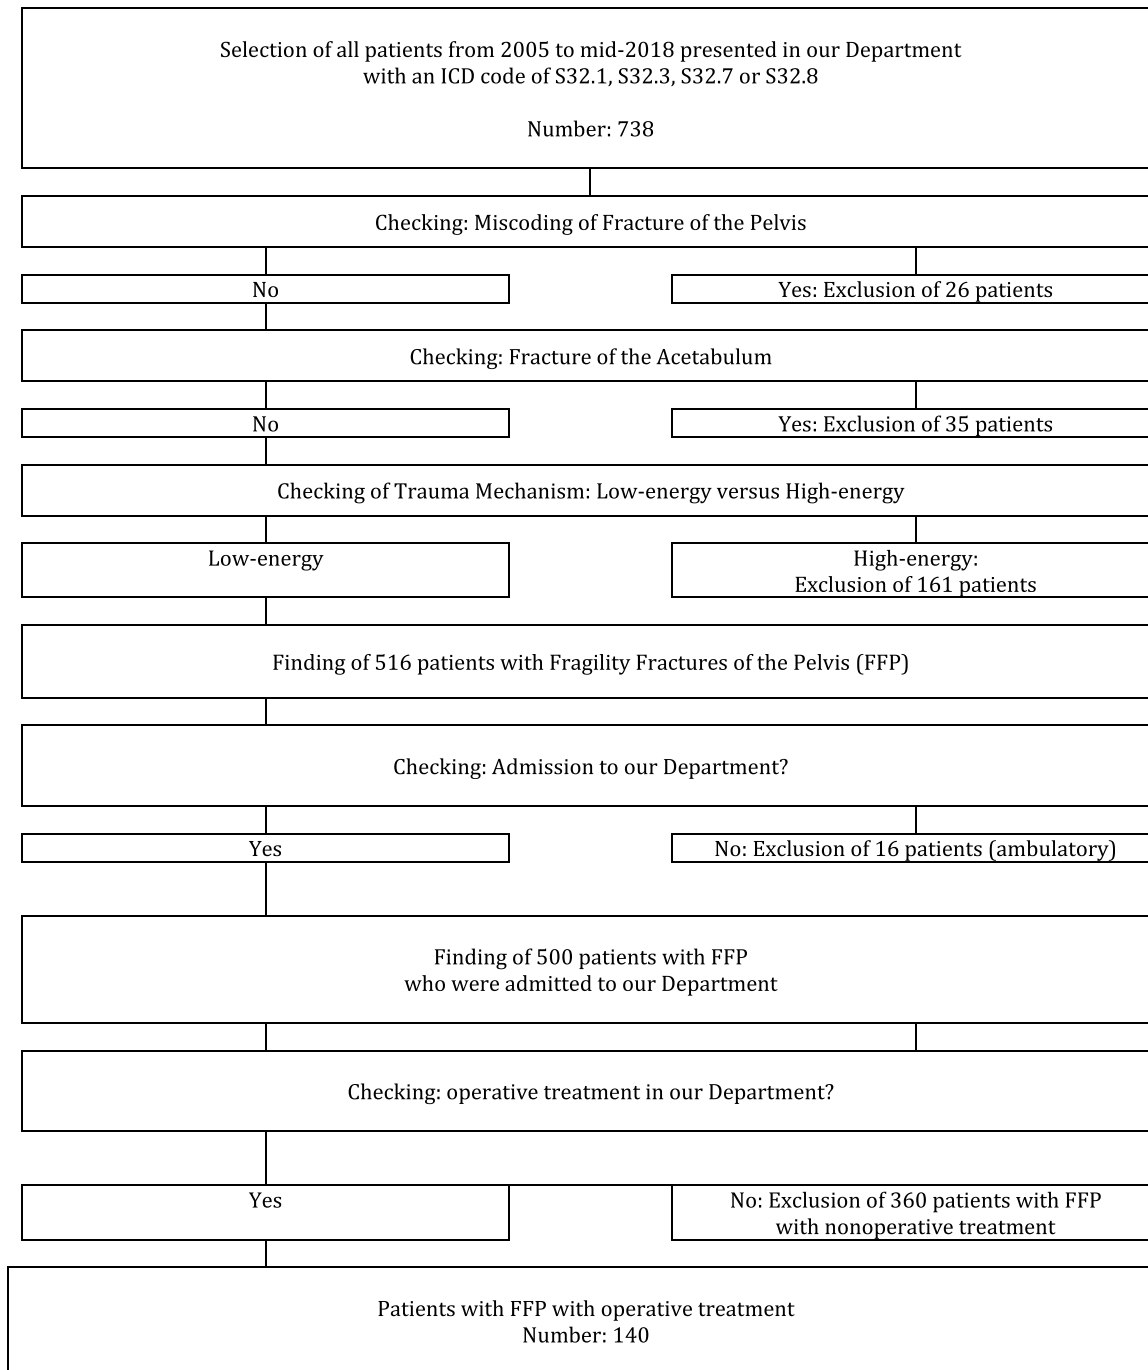 Selection of all patients from 2005 to mid-2018 presented in our Department
with an ICD code of S32.1, S32.3, S32.7 or S32.8
Number: 738
Checking: Miscoding of Fracture of the Pelvis
No
Yes: Exclusion of 26 patients
Checking: Fracture of the Acetabulum
No
Yes: Exclusion of 35 patients
Checking of Trauma Mechanism: Low-energy versus High-energy
Low-energy
High-energy:
Exclusion of 161 patients
Finding of 516 patients with Fragility Fractures of the Pelvis (FFP)
Checking: Admission to our Department?
Yes
No: Exclusion of 16 patients (ambulatory)
Finding of 500 patients with FFP
who were admitted to our Department
Checking: operative treatment in our Department?
Yes
No: Exclusion of 360 patients with FFP
with nonoperative treatment
Patients with FFP with operative treatment
Number: 140